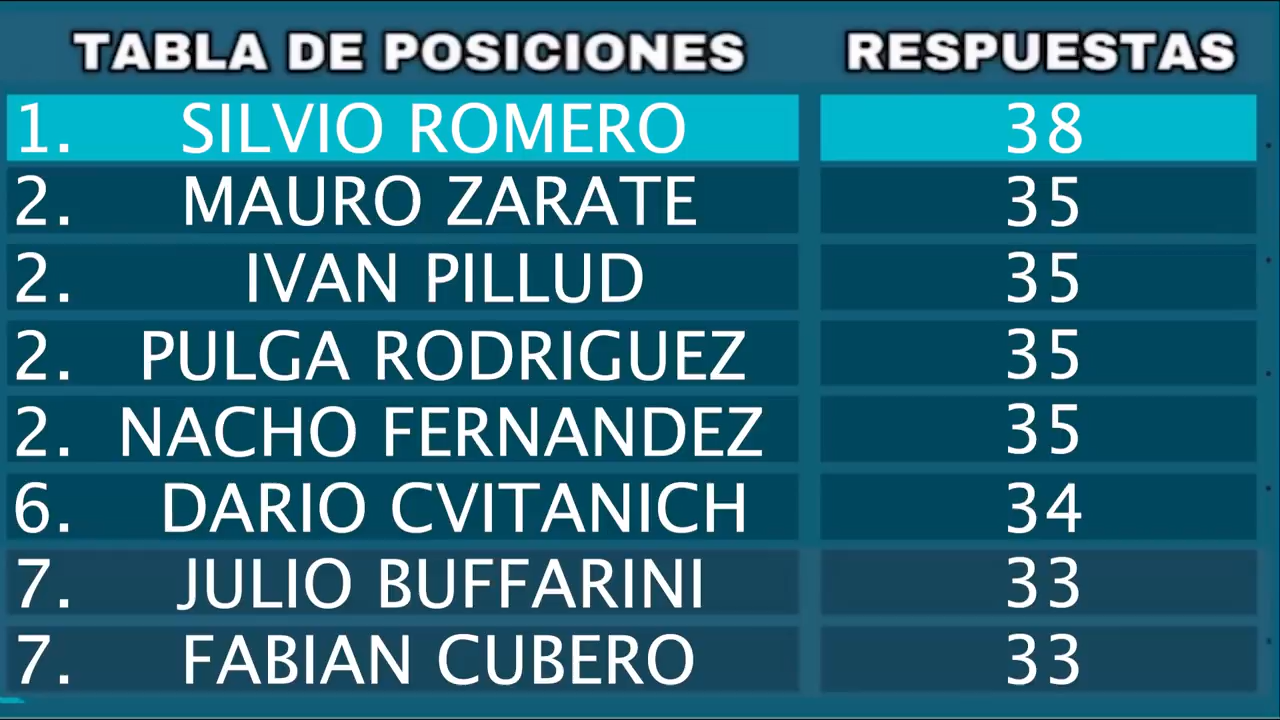 TABLA DE POSICIONES RESPUESTAS
1. SILVIO ROMERO 38
2. MAURO ZARATE 35
2. IVAN PILLUD 35
2. PULGA RODRIGUEZ 35
2. NACHO FERNANDEZ 35
6. DARIO CVITANICH 34
7. JULIO BUFFARINI 33
7. FABIAN CUBERO 33